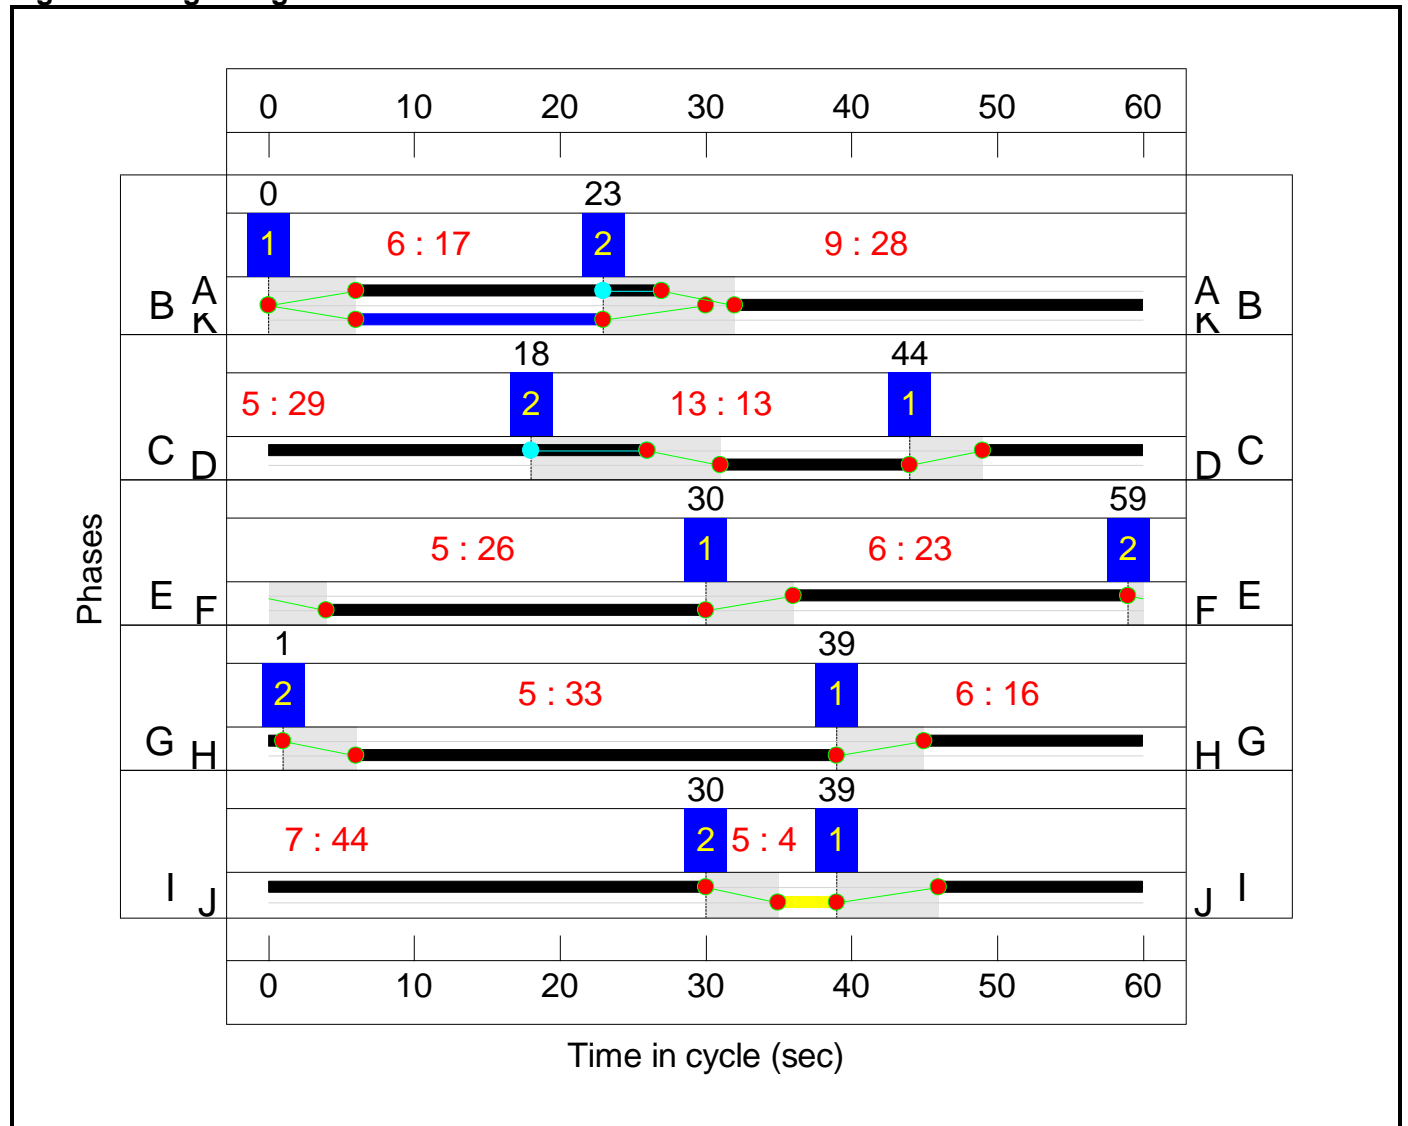 0 10 20 30 40 50 60
0 23
1 6 : 17 2 9 : 28
B A A B
K K
18 44
5 : 29 2 13 : 13 1
C D D C
30 59
5 : 26 1 6 : 23 2
E F F E
Phases
1 39
2 5 : 33 1 6 : 16
G H H G
30 39
7 : 44 2 5 : 4 1
I J J I
0 10 20 30 40 50 60
Time in cycle (sec)